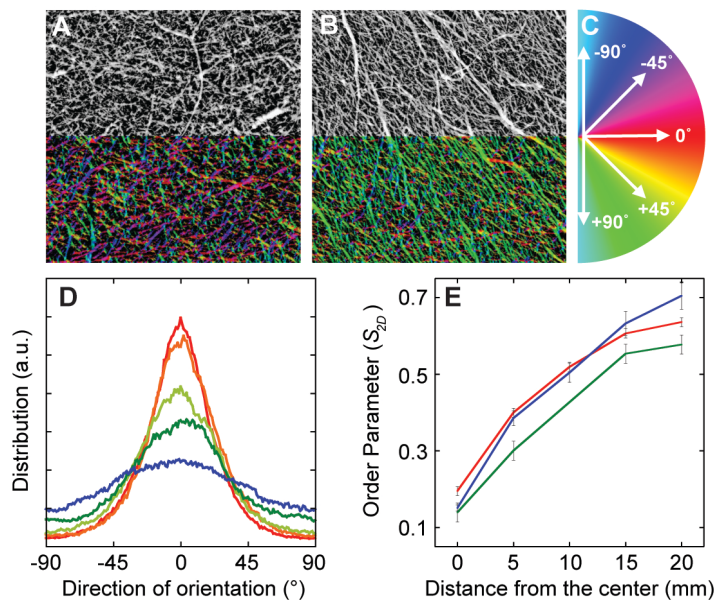 A
B
C
-90°
-45°
0°
+45°
+90°
D
Distribution (a.u.)
-90 -45 0 45 90
Direction of orientation (°)
E
Order Parameter (S2D)
0.7
0.5
0.3
0.1
0 5 10 15 20
Distance from the center (mm)